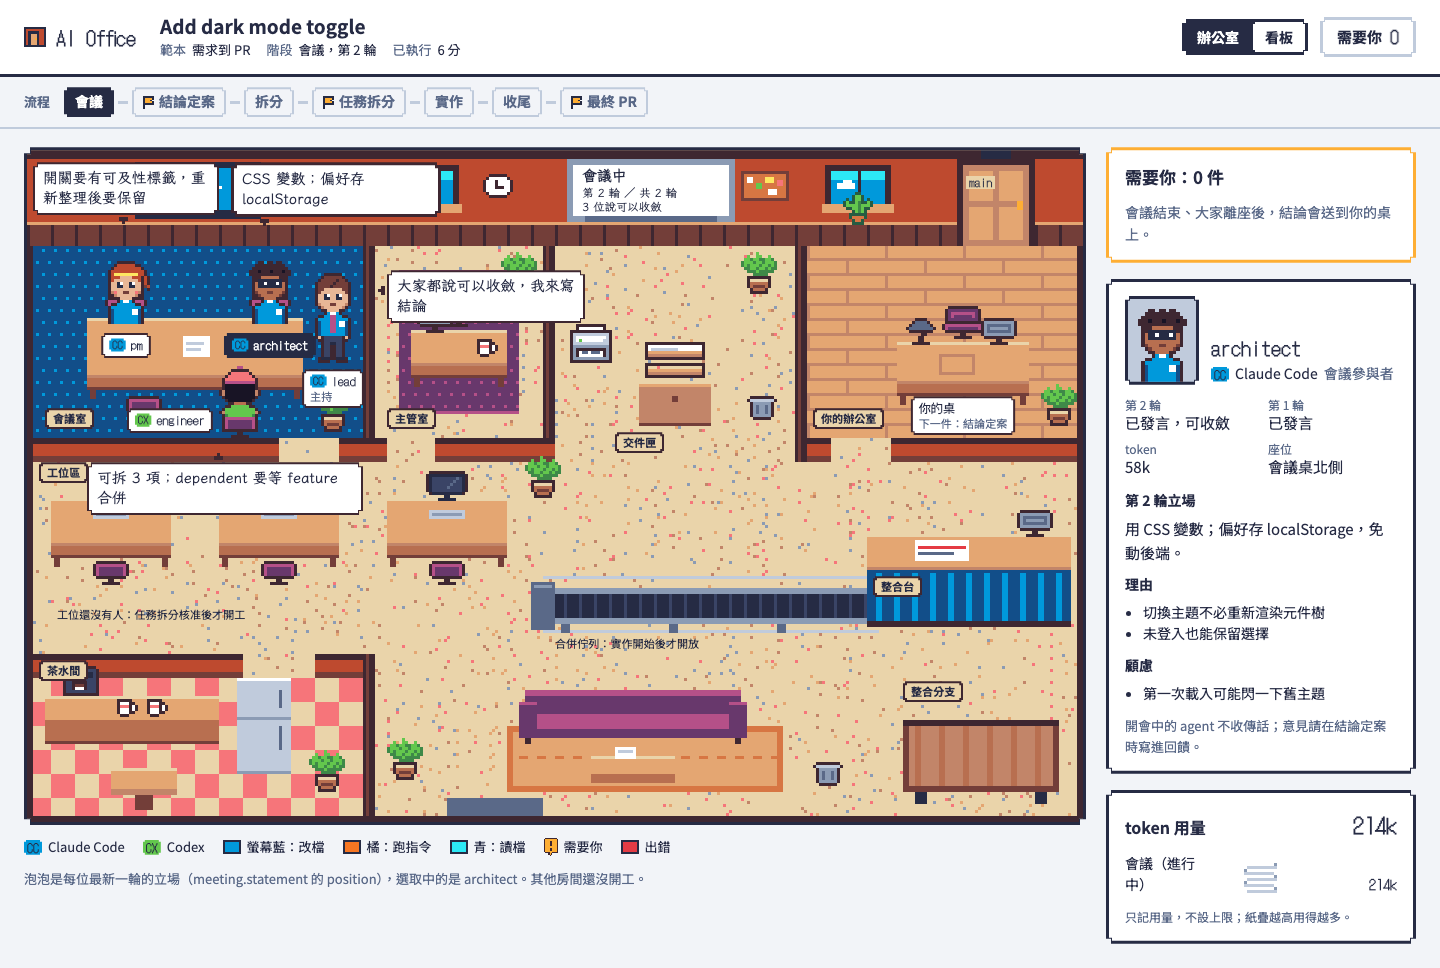 AI Office
Add dark mode toggle
範本 需求到 PR 階段 會議，第 2 輪 已執行 6 分
辦公室 看板
需要你 0
流程 會議 結論定案 拆分 任務拆分 實作 收尾 最終 PR
開關要有可及性標籤，重
新整理後要保留
CSS 變數；偏好存
localStorage
會議中
第 2 輪 ／ 共 2 輪
3 位說可以收斂
main
大家都說可以收斂，我來寫
結論
CC pm
CC architect
CC lead
主持
CX engineer
會議室
主管室
交件匣
你的辦公室
你的桌
下一件：結論定案
工位區
可拆 3 項；dependent 要等 feature
合併
工位還沒有人：任務拆分核准後才開工
整合台
合併佇列：實作開始後才開放
茶水間
整合分支
CC Claude Code CX Codex 螢幕藍：改檔 橘：跑指令 青：讀檔 需要你 出錯
泡泡是每位最新一輪的立場（meeting.statement 的 position），選取中的是 architect。其他房間還沒開工。
需要你：0 件
會議結束、大家離座後，結論會送到你的桌
上。
architect
CC Claude Code 會議參與者
第 2 輪 第 1 輪
已發言，可收斂 已發言
token 座位
58k 會議桌北側
第 2 輪立場
用 CSS 變數；偏好存 localStorage，免
動後端。
理由
• 切換主題不必重新渲染元件樹
• 未登入也能保留選擇
顧慮
• 第一次載入可能閃一下舊主題
開會中的 agent 不收傳話；意見請在結論定案
時寫進回饋。
token 用量 214k
會議（進行
中） 214k
只記用量，不設上限；紙疊越高用得越多。